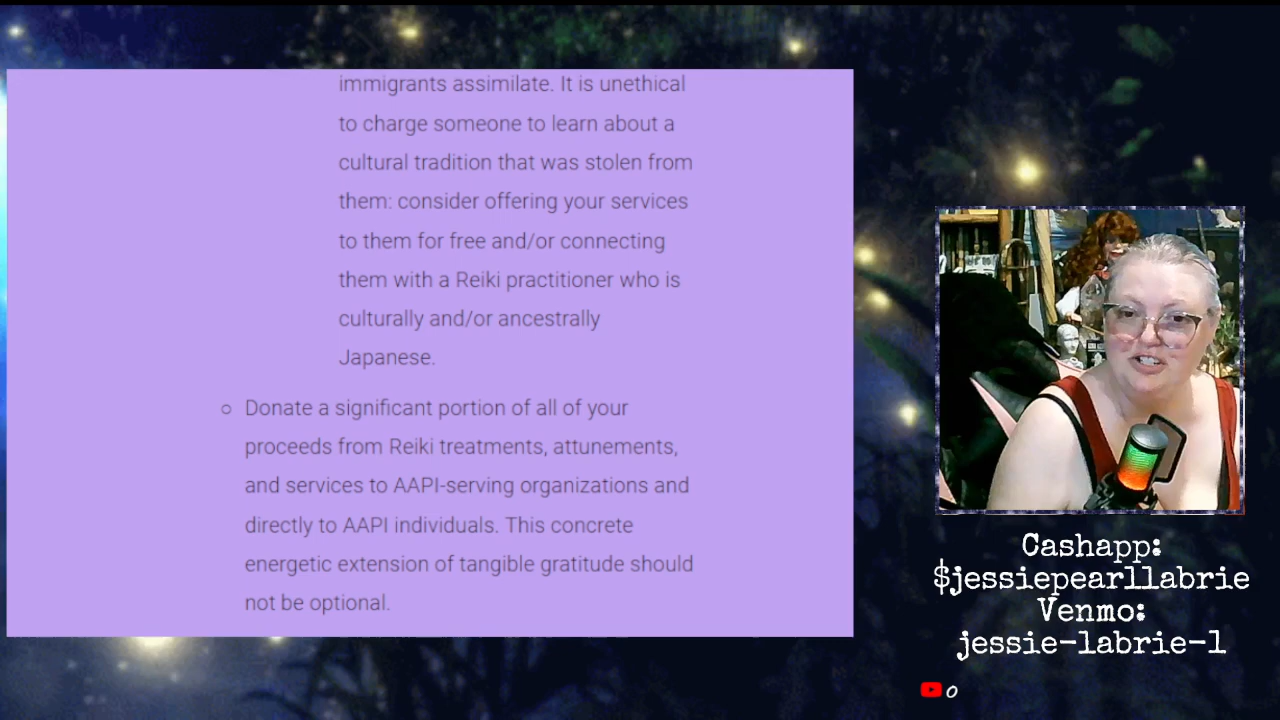 immigrants assimilate. It is unethical
to charge someone to learn about a
cultural tradition that was stolen from
them: consider offering your services
to them for free and/or connecting
them with a Reiki practitioner who is
culturally and/or ancestrally
Japanese.
○ Donate a significant portion of all of your
proceeds from Reiki treatments, attunements,
and services to AAPI-serving organizations and
directly to AAPI individuals. This concrete
energetic extension of tangible gratitude should
not be optional.
Cashapp:
$jessiepearllabrie
Venmo:
jessie-labrie-1
0